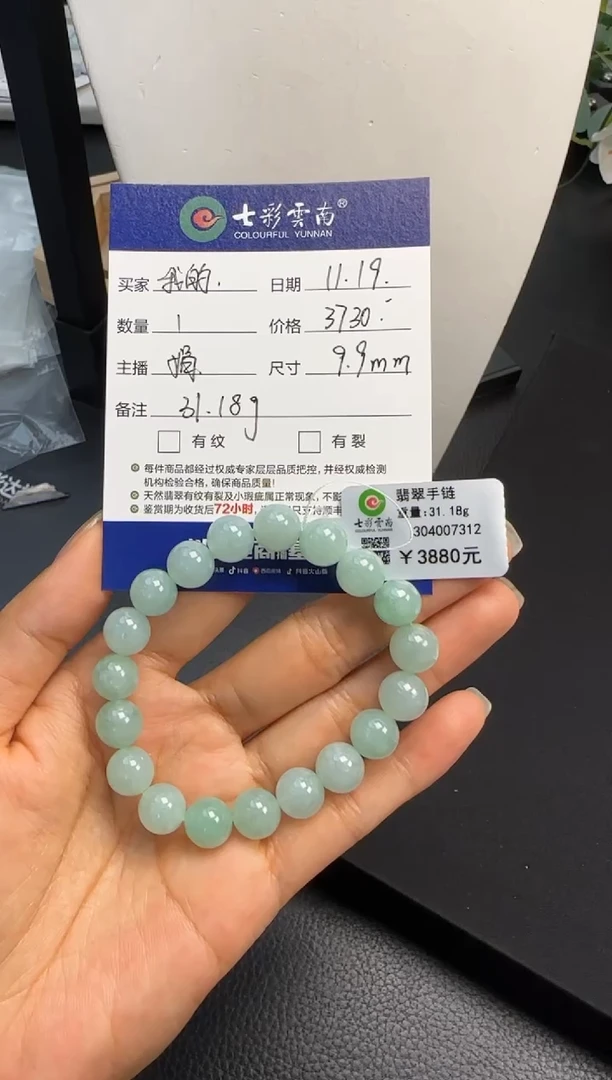 七彩雲南®
COLOURFUL YUNNAN
买家 我的. 日期 11.19.
数量 1 价格 3730.-
主播 尺寸 9.9mm
备注 31.18g
有纹 有裂
每件商品都经过权威专家层层品质把控,并经权威检测
机构检验合格,确保商品质量!
天然翡翠有纹有裂及小瑕疵属正常现象,不影
鉴赏期为收货后72小时,
七彩云南
翡翠手链
重量:31.18g
304007312
¥3880元